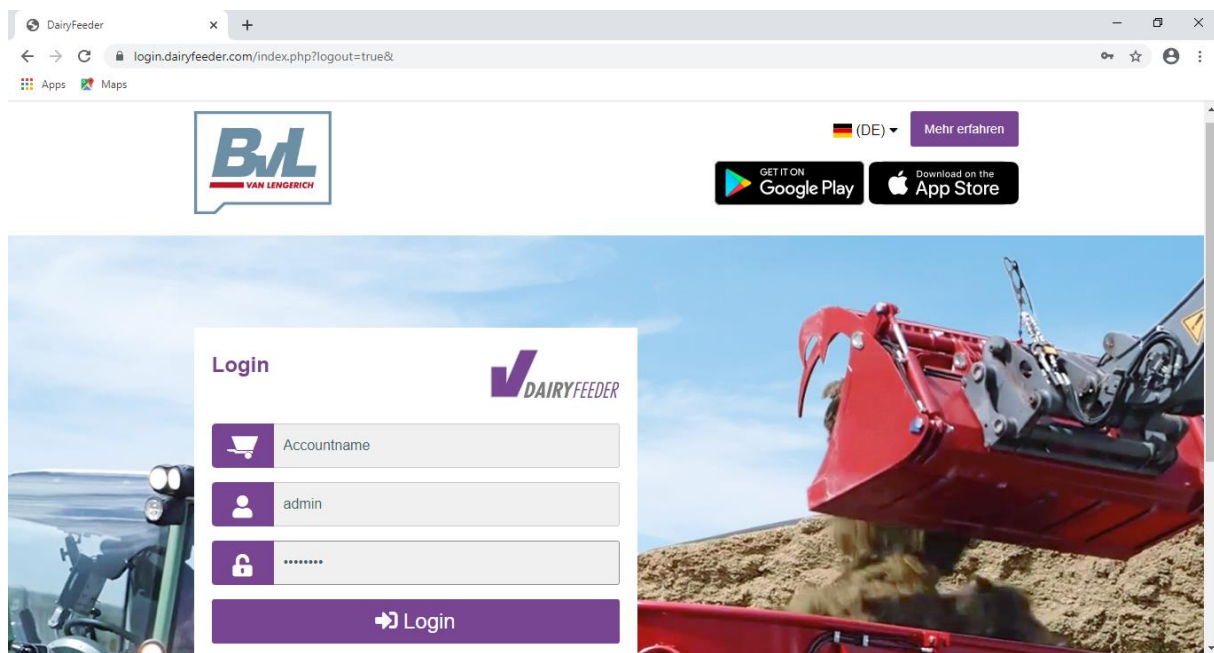 DairyFeeder
login.dairyfeeder.com/index.php?logout=true&
Apps Maps
BvL
VAN LENGERICH
(DE) Mehr erfahren
GET IT ON
Google Play
Download on the
App Store
Login
DAIRYFEEDER
Accountname
admin
••••••••
Login